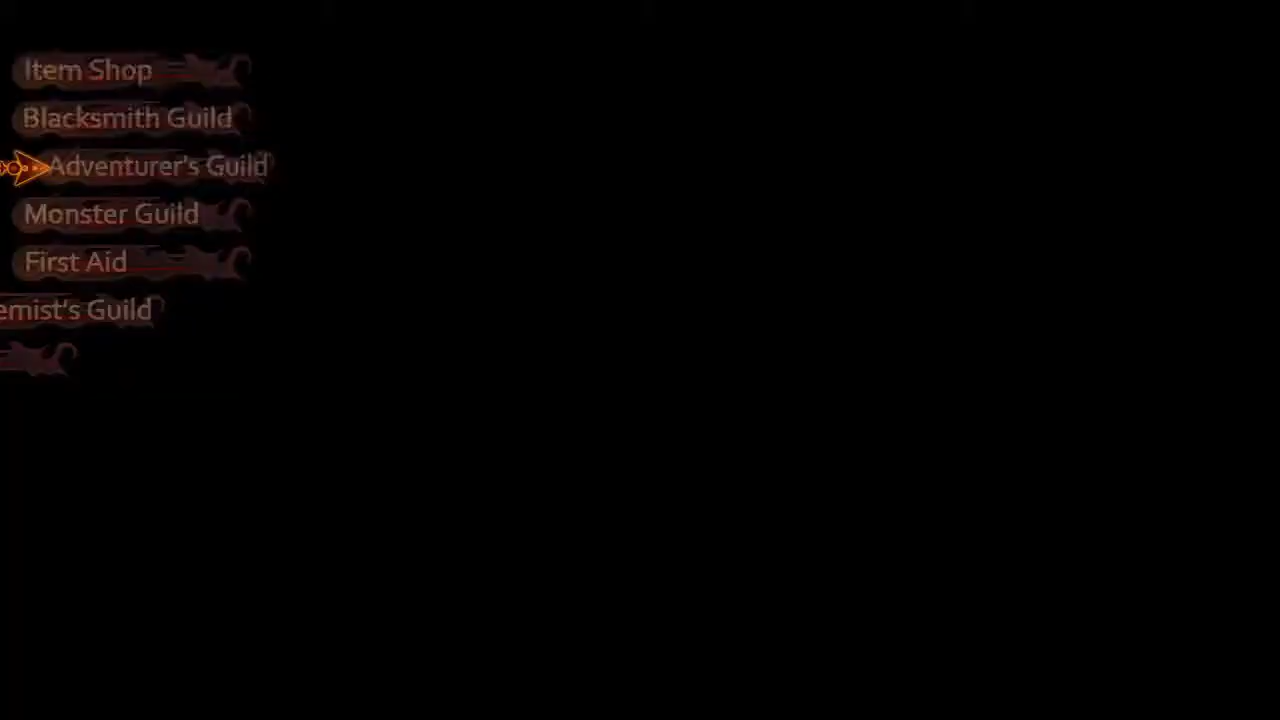 Item Shop
Blacksmith Guild
Adventurer's Guild
Monster Guild
First Aid
emist's Guild